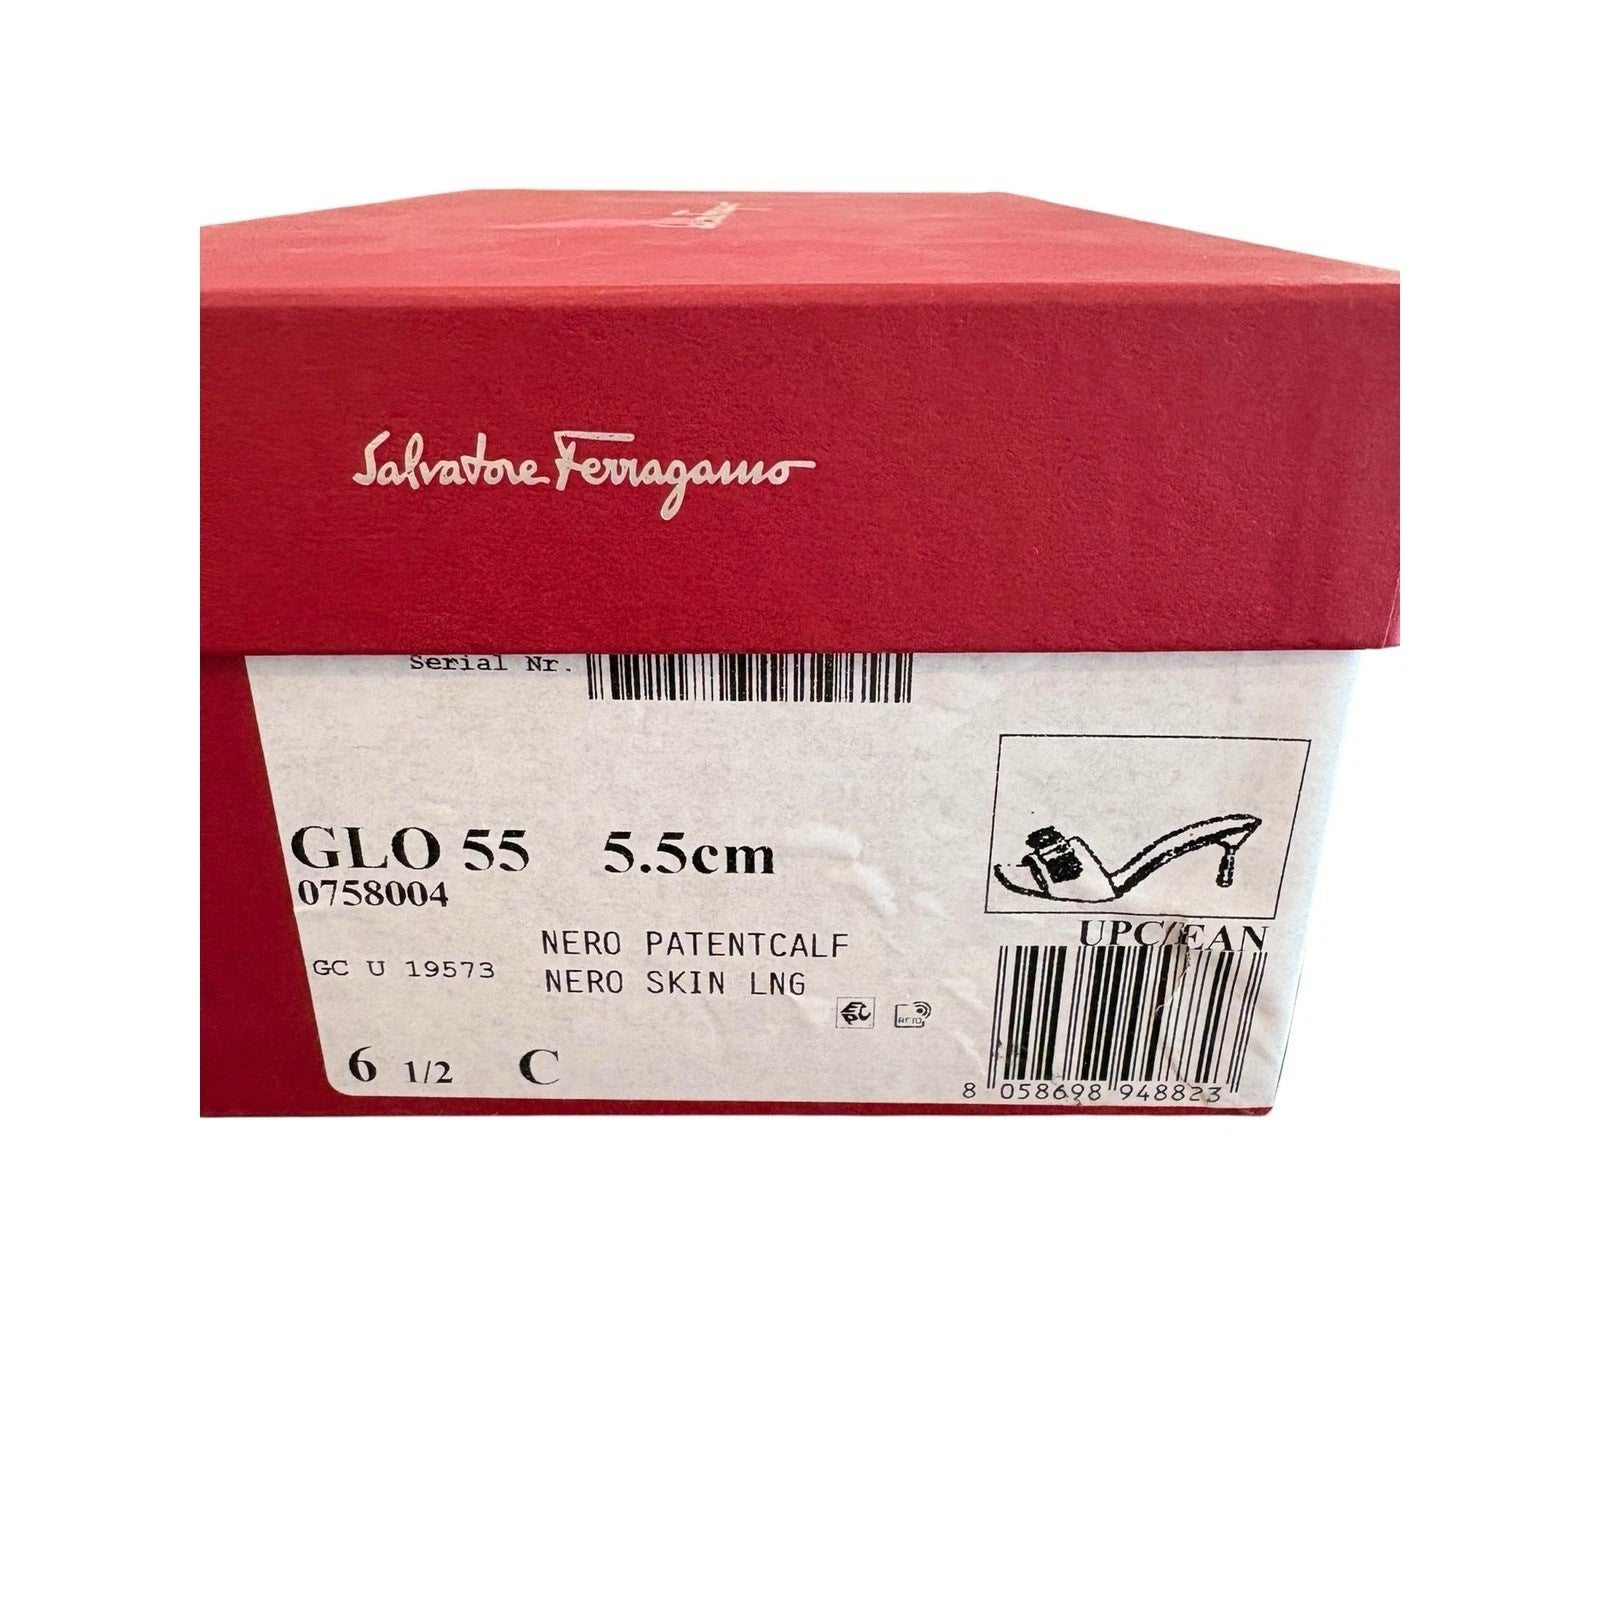 Salvatore Ferragamo
Serial Nr.
GLO 55 5.5cm
0758004
UPC/EAN
NERO PATENTCALF
GC U 19573
NERO SKIN LNG
RFID
6 1/2 C
8 058698 948823